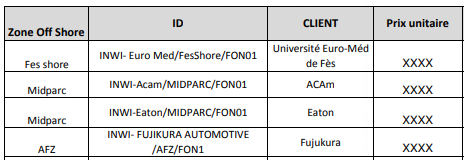 Zone Off Shore ID CLIENT Prix unitaire
Fes shore INWI- Euro Med/FesShore/FON01 Université Euro-Méd
de Fès XXXX
Midparc INWI-Acam/MIDPARC/FON01 ACAm XXXX
Midparc INWI-Eaton/MIDPARC/FON01 Eaton XXXX
AFZ INWI- FUJIKURA AUTOMOTIVE
/AFZ/FON1 Fujukura XXXX